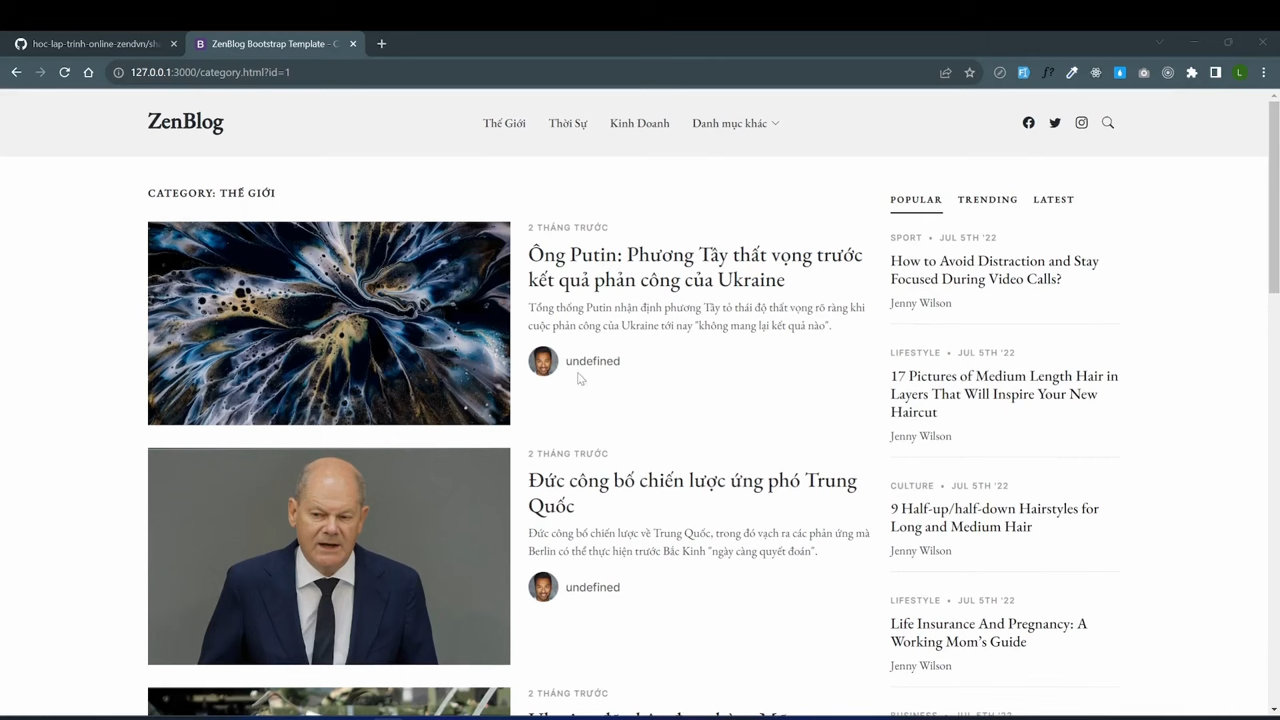 hoc-lap-trinh-online-zendvn/sh
ZenBlog Bootstrap Template - C
127.0.0.1:3000/category.html?id=1
ZenBlog
Thế Giới
Thời Sự
Kinh Doanh
Danh mục khác
CATEGORY: THẾ GIỚI
2 THÁNG TRƯỚC
Ông Putin: Phương Tây thất vọng trước
kết quả phản công của Ukraine
Tổng thống Putin nhận định phương Tây tỏ thái độ thất vọng rõ ràng khi
cuộc phản công của Ukraine tới nay "không mang lại kết quả nào".
undefined
2 THÁNG TRƯỚC
Đức công bố chiến lược ứng phó Trung
Quốc
Đức công bố chiến lược về Trung Quốc, trong đó vạch ra các phản ứng mà
Berlin có thể thực hiện trước Bắc Kinh "ngày càng quyết đoán".
undefined
2 THÁNG TRƯỚC
POPULAR
TRENDING
LATEST
SPORT • JUL 5TH '22
How to Avoid Distraction and Stay
Focused During Video Calls?
Jenny Wilson
LIFESTYLE • JUL 5TH '22
17 Pictures of Medium Length Hair in
Layers That Will Inspire Your New
Haircut
Jenny Wilson
CULTURE • JUL 5TH '22
9 Half-up/half-down Hairstyles for
Long and Medium Hair
Jenny Wilson
LIFESTYLE • JUL 5TH '22
Life Insurance And Pregnancy: A
Working Mom's Guide
Jenny Wilson
BUSINESS • JUL 5TH '22